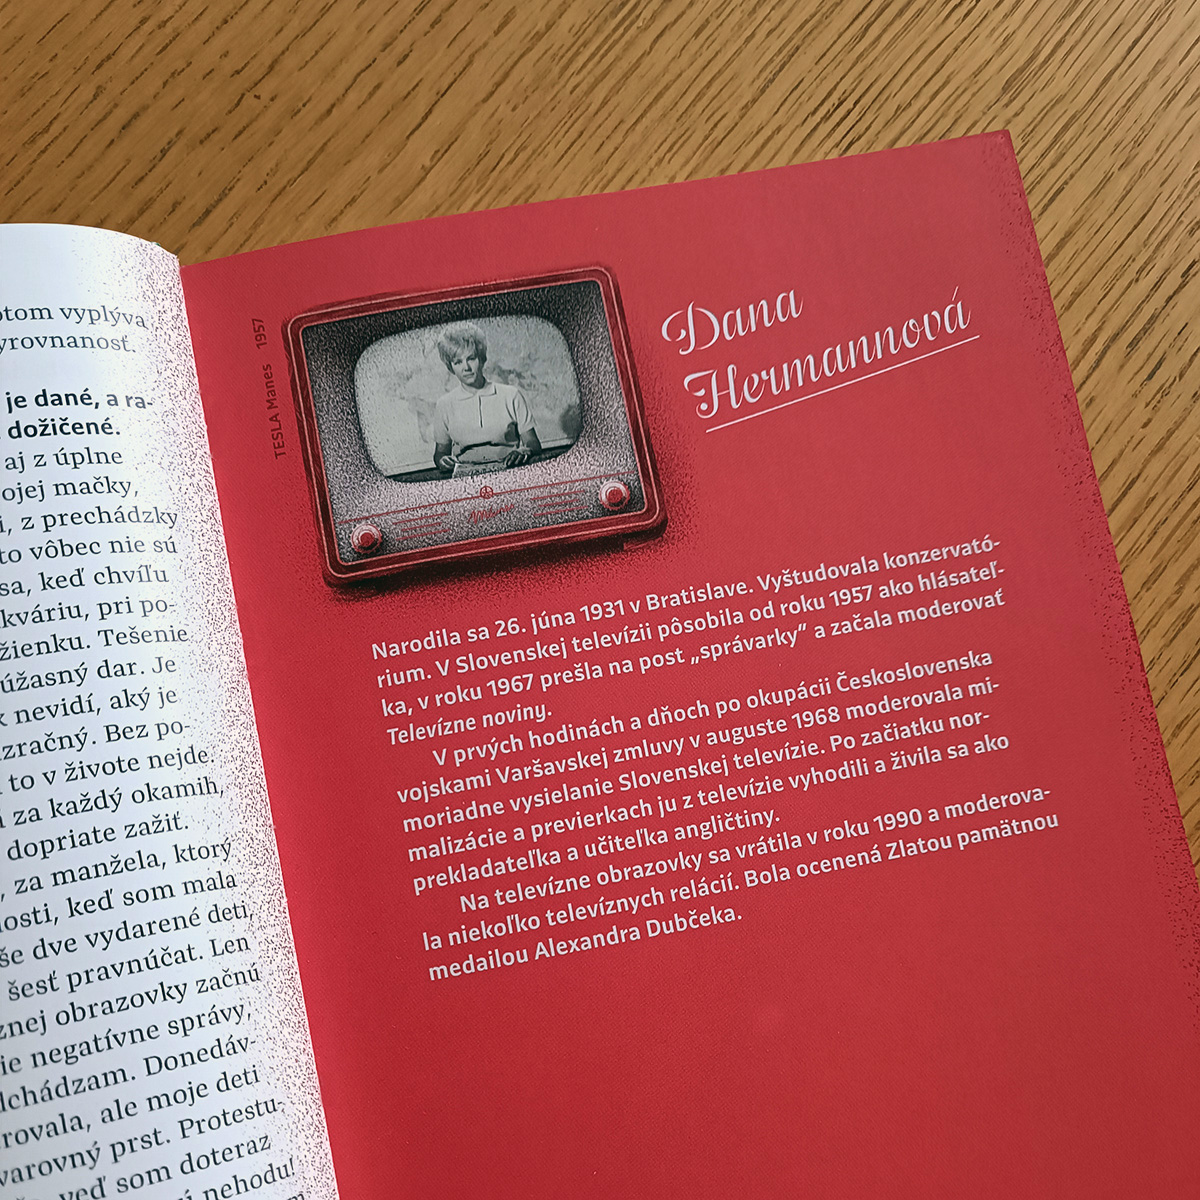 otom vyplýva
yrovnanosť.
je dané, a ra-
dožičené.
aj z úplne
ojej mačky,
i, z prechádzky
to vôbec nie sú
sa, keď chvíľu
kváriu, pri po-
žienku. Tešenie
úžasný dar. Je
k nevidí, aký je
zračný. Bez po-
to v živote nejde.
za každý okamih,
dopriate zažiť.
, za manžela, ktorý
osti, keď som mala
še dve vydarené deti,
šesť pravnúčat. Len
znej obrazovky začnú
ie negatívne správy,
dchádzam. Donedáv-
rovala, ale moje deti
varovný prst. Protestu-
veď som doteraz
nehodu!
TESLA Manes 1957
Dana
Hermannová
Narodila sa 26. júna 1931 v Bratislave. Vyštudovala konzervató-
rium. V Slovenskej televízii pôsobila od roku 1957 ako hlásateľ-
ka, v roku 1967 prešla na post „správarky“ a začala moderovať
Televízne noviny.
V prvých hodinách a dňoch po okupácii Československa
vojskami Varšavskej zmluvy v auguste 1968 moderovala mi-
moriadne vysielanie Slovenskej televízie. Po začiatku nor-
malizácie a previerkach ju z televízie vyhodili a živila sa ako
prekladateľka a učiteľka angličtiny.
Na televízne obrazovky sa vrátila v roku 1990 a moderova-
la niekoľko televíznych relácií. Bola ocenená Zlatou pamätnou
medailou Alexandra Dubčeka.